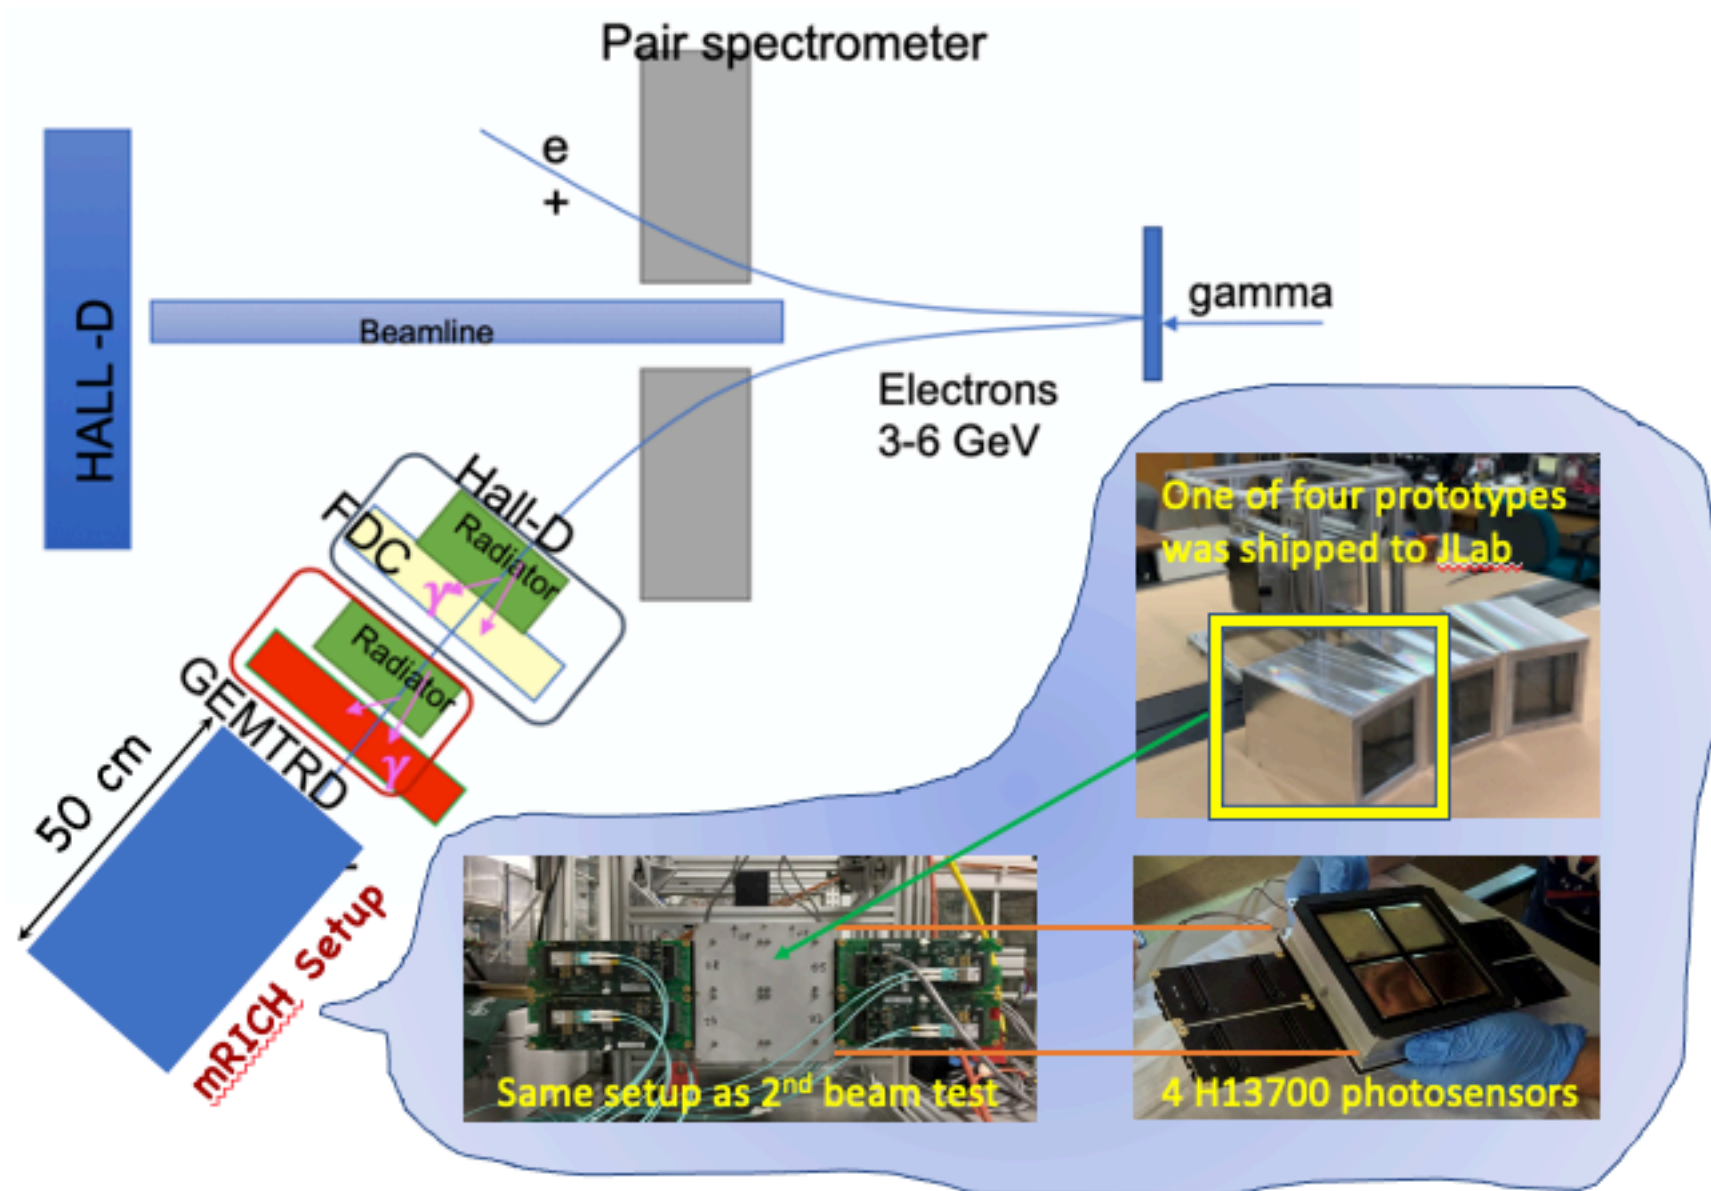 Pair spectrometer
e
+
HALL -D
Beamline
gamma
Electrons
3-6 GeV
Hall-D
FDC
Radiator
γ
Radiator
γ
GEMTRD
50 cm
mRICH Setup
One of four prototypes
was shipped to JLab
Same setup as 2nd beam test
4 H13700 photosensors